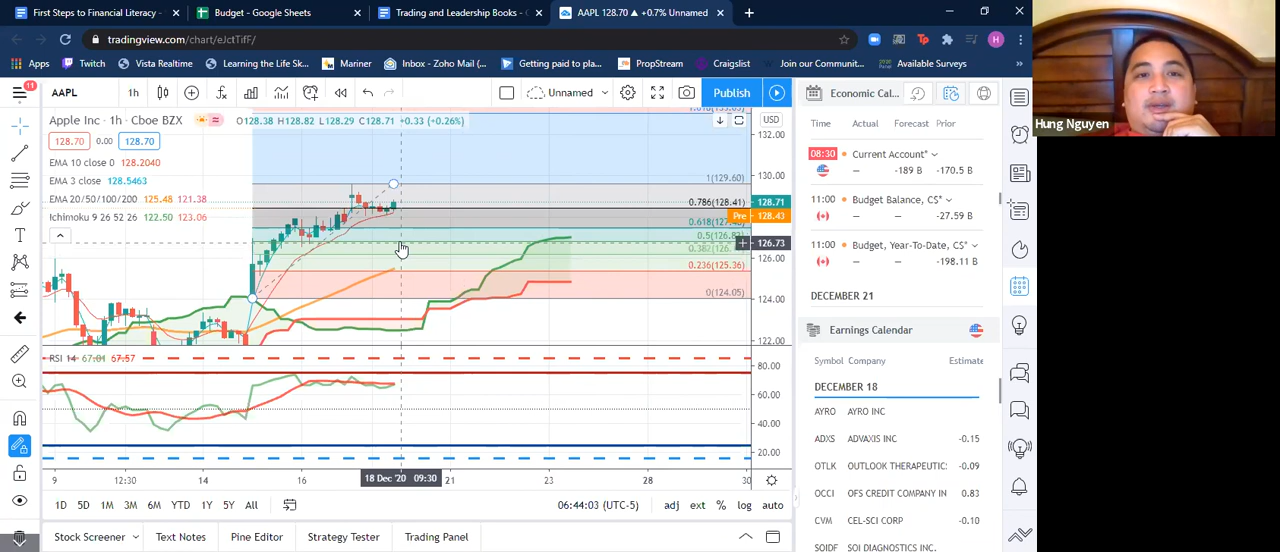 First Steps to Financial Literacy -
Budget - Google Sheets
Trading and Leadership Books -
AAPL 128.70 ▲ +0.7% Unnamed
tradingview.com/chart/eJctTifF/
Apps
Twitch
Vista Realtime
Learning the Life Sk...
Mariner
Inbox - Zoho Mail (...
Getting paid to pla...
PropStream
Craigslist
Join our Communit...
Available Surveys
H
11
AAPL
1h
Unnamed
Publish
Economic Cal...
Apple Inc · 1h · Cboe BZX
O128.38 H128.82 L128.29 C128.71 +0.33 (+0.26%)
USD
128.70
0.00
128.70
EMA 10 close 0 128.2040
EMA 3 close 128.5463
EMA 20/50/100/200 125.48 121.38
Ichimoku 9 26 52 26 122.50 123.06
1(129.60)
0.786(128.41)
0.236(125.36)
0(124.05)
132.00
130.00
128.71
Pre 128.43
126.73
126.00
124.00
122.00
RSI 14 67.01 67.57
80.00
60.00
40.00
20.00
9
12:30
14
16
18 Dec '20 09:30
21
23
28
30
1D
5D
1M
3M
6M
YTD
1Y
5Y
All
06:44:03 (UTC-5)
adj
ext
%
log
auto
Stock Screener
Text Notes
Pine Editor
Strategy Tester
Trading Panel
Time Actual Forecast Prior
08:30 Current Account*
-189 B -170.5 B
11:00 Budget Balance, CS*
— — -27.59 B
11:00 Budget, Year-To-Date, CS*
— — -198.11 B
DECEMBER 21
Earnings Calendar
Symbol Company Estimate
DECEMBER 18
AYRO AYRO INC
ADXS ADVAXIS INC -0.15
OTLK OUTLOOK THERAPEUTIC: -0.09
OCCI OFS CREDIT COMPANY IN 0.83
CVM CEL-SCI CORP -0.10
SOIDF SOI DIAGNOSTICS INC.
Hung Nguyen